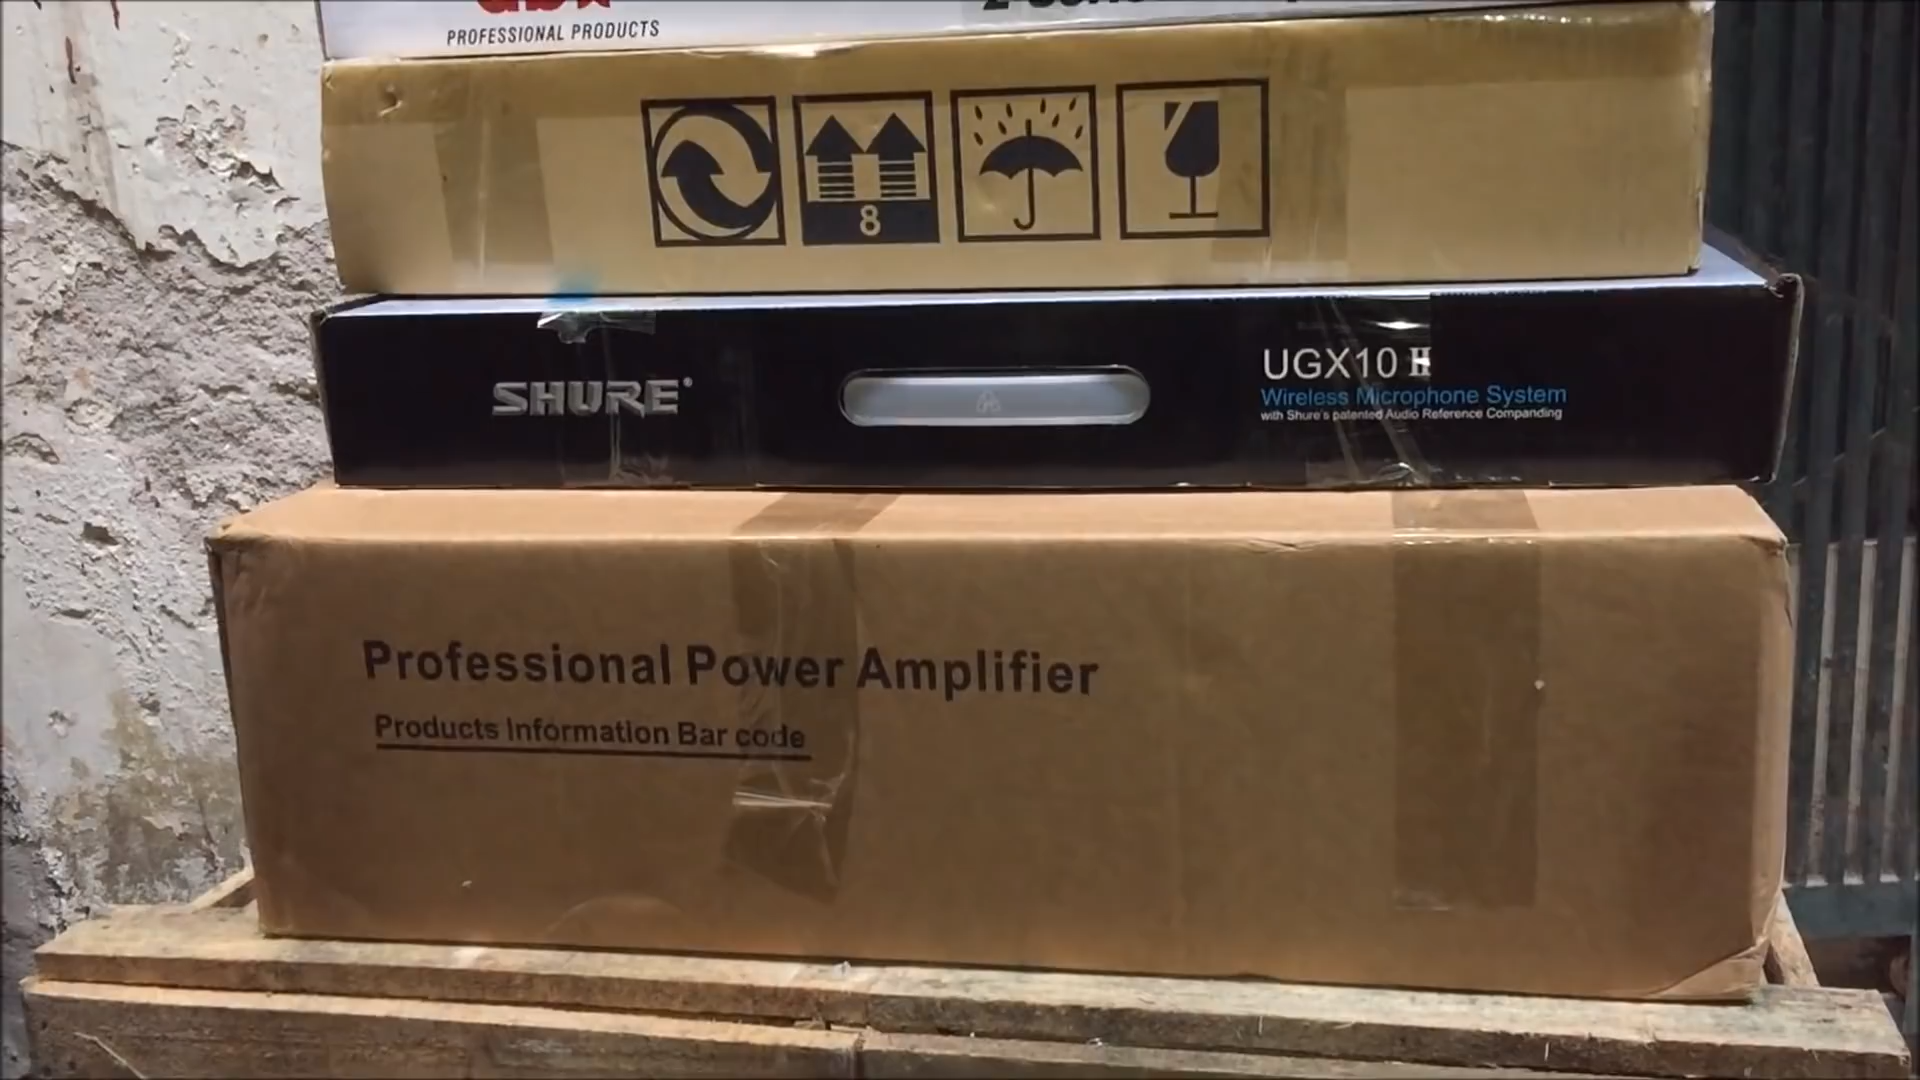 PROFESSIONAL PRODUCTS
8
SHURE
UGX10 II
Wireless Microphone System
with Shure's patented Audio Reference Companding
Professional Power Amplifier
Products Information Bar code